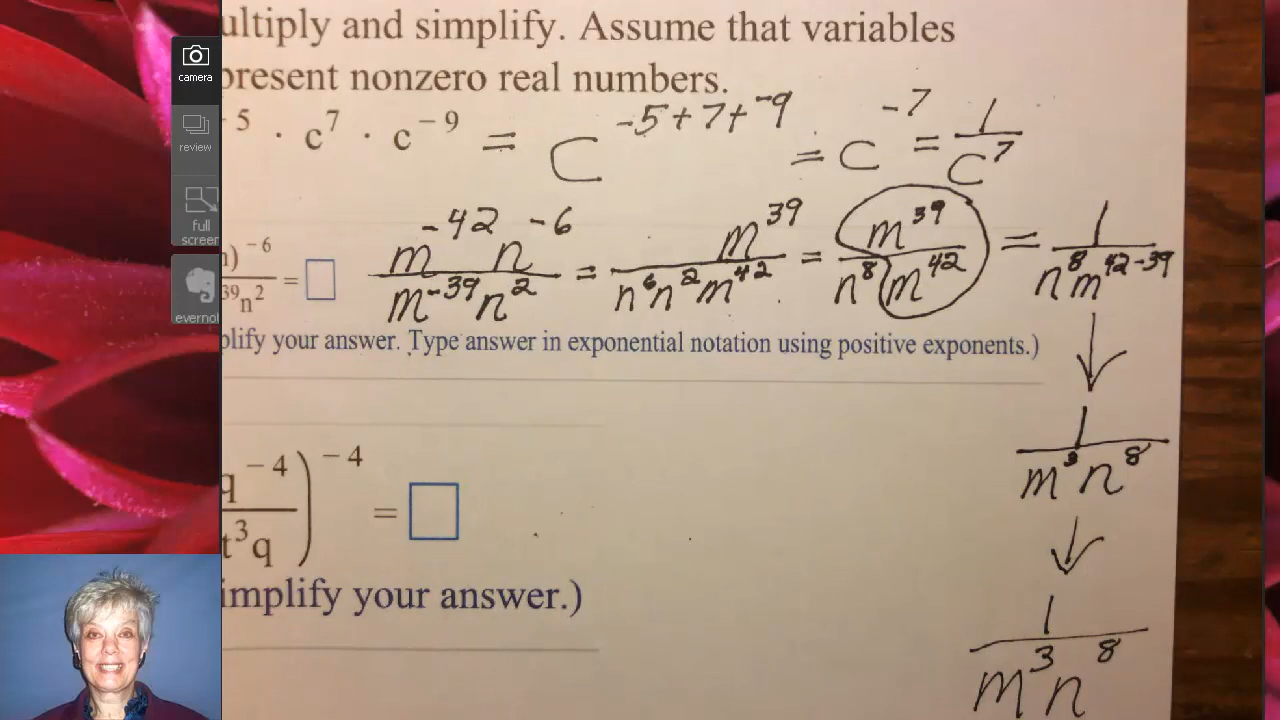 ultiply and simplify. Assume that variables
present nonzero real numbers.
5 · c^7 · c^-9 = C^-5+7+-9 = C^-7 = 1/C^7
)^-6/39n^2 = □ m^-42 n^-6/m^-39 n^2 = m^39/n^6 n^2 m^42 = m^39/n^8 m^42 = 1/n^8 m^42-39
plify your answer. Type answer in exponential notation using positive exponents.)
1/m^3 n^8
(q^-4/t^3 q)^-4 = □
implify your answer.)
1/m^3 n^8
camera
review
full
screen
evernot